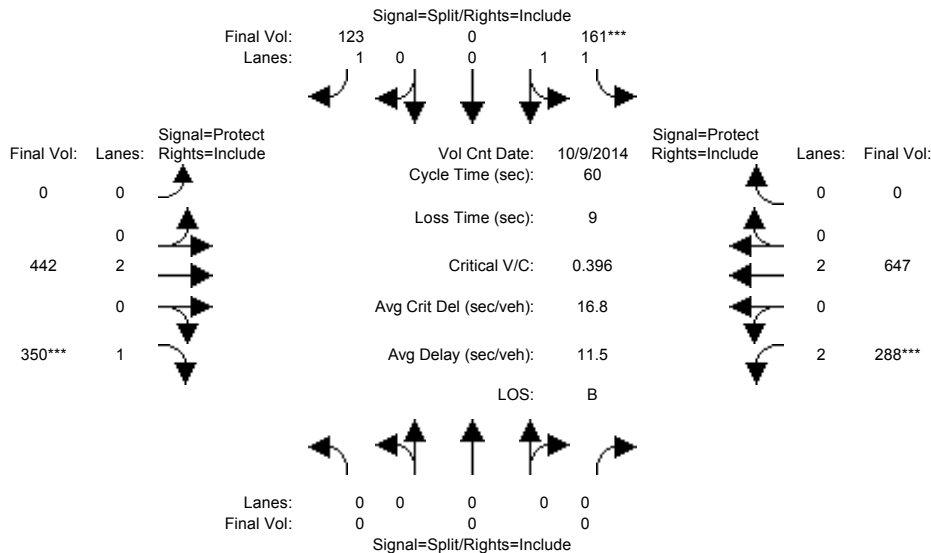 Signal=Split/Rights=Include
Final Vol: 123 0 161***
Lanes: 1 0 0 1 1
Signal=Protect Signal=Protect
Final Vol: Lanes: Rights=Include Vol Cnt Date: 10/9/2014 Rights=Include Lanes: Final Vol:
Cycle Time (sec): 60
0 0 0 0
Loss Time (sec): 9
0 0
442 2 Critical V/C: 0.396 2 647
0 Avg Crit Del (sec/veh): 16.8 0
350*** 1 Avg Delay (sec/veh): 11.5 2 288***
LOS: B
Lanes: 0 0 0 0 0
Final Vol: 0 0 0
Signal=Split/Rights=Include